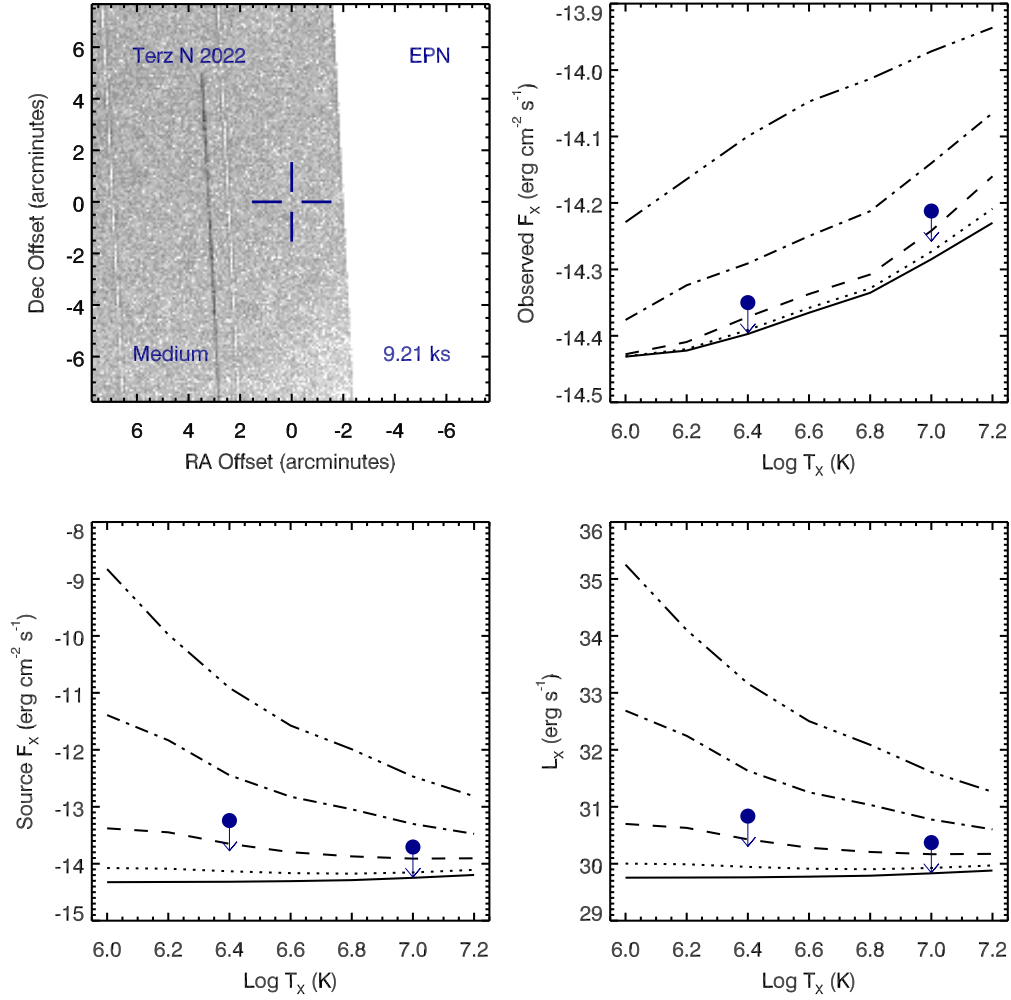 Terz N 2022
EPN
Medium
9.21 ks
6
4
2
0
-2
-4
-6
Dec Offset (arcminutes)
6 4 2 0 -2 -4 -6
RA Offset (arcminutes)
-13.9
-14.0
-14.1
-14.2
-14.3
-14.4
-14.5
Observed Fx (erg cm-2 s-1)
6.0 6.2 6.4 6.6 6.8 7.0 7.2
Log Tx (K)
-8
-9
-10
-11
-12
-13
-14
-15
Source Fx (erg cm-2 s-1)
6.0 6.2 6.4 6.6 6.8 7.0 7.2
Log Tx (K)
36
35
34
33
32
31
30
29
Lx (erg s-1)
6.0 6.2 6.4 6.6 6.8 7.0 7.2
Log Tx (K)